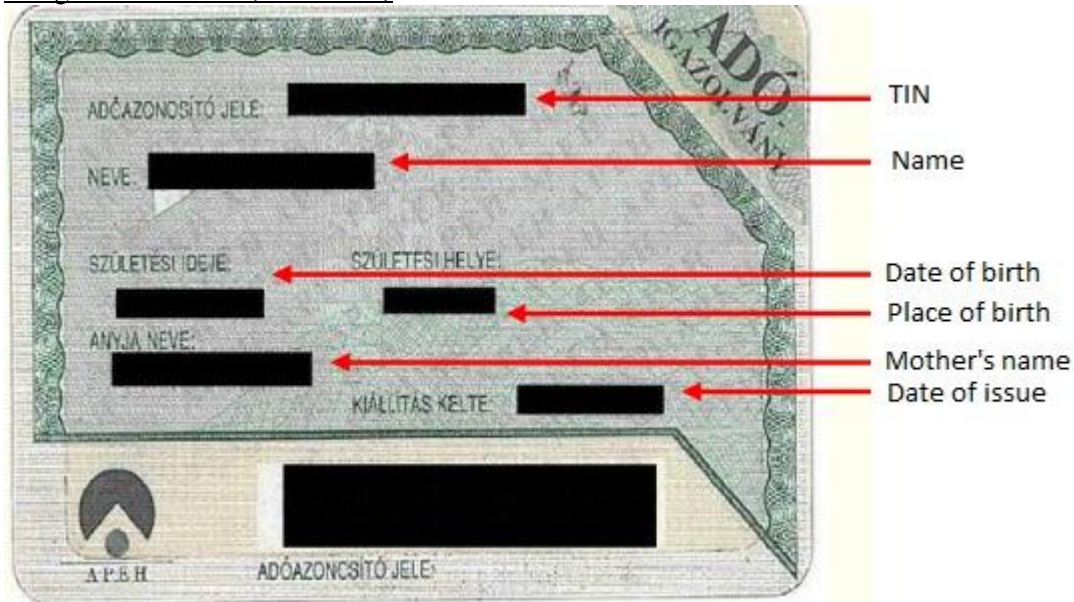 ADÓ-
IGAZOLVÁNY
ADÓAZONOSÍTÓ JELE: TIN
NEVE: Name
SZÜLETÉSI IDEJE: SZÜLETÉSI HELYE:
Date of birth
Place of birth
ANYJA NEVE: Mother's name
KIÁLLÍTÁS KELTE: Date of issue
APEH
ADÓAZONOSÍTÓ JELE: